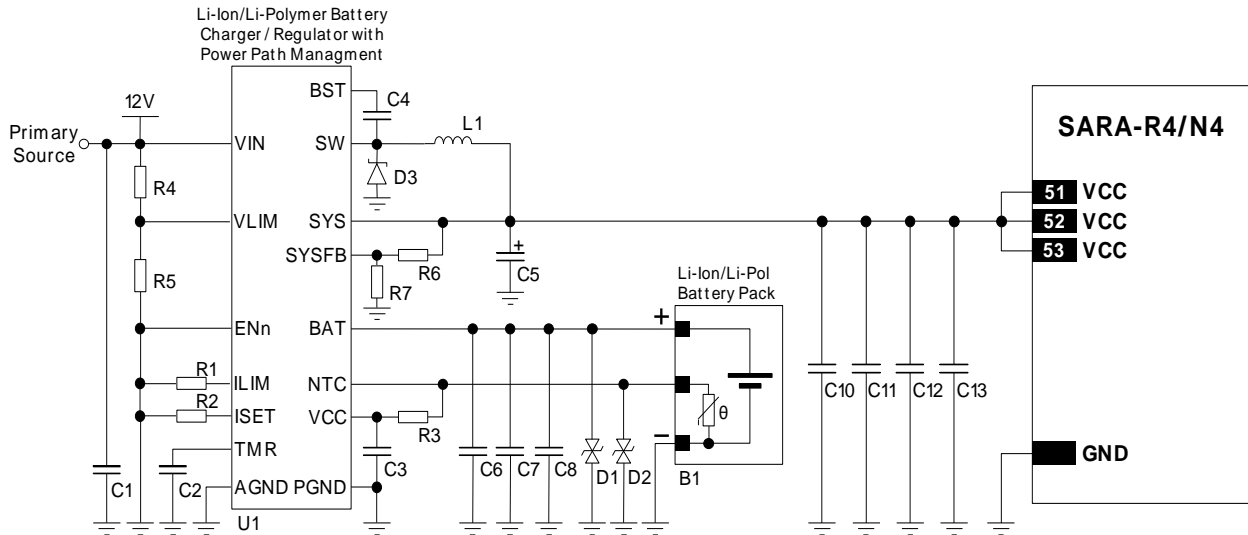 Li-Ion/Li-Polymer Battery
Charger / Regulator with
Power Path Managment
12V
Primary
Source
VIN
VLIM
ENn
ILIM
ISET
TMR
AGND
BST
SW
SYS
SYSFB
BAT
NTC
VCC
PGND
U1
R4
R5
R1
R2
C1
C2
C4
L1
D3
R6
R7
C5
+
R3
C3
C6
C7
C8
D1
D2
Li-Ion/Li-Pol
Battery Pack
+
θ
–
B1
C10
C11
C12
C13
SARA-R4/N4
51 VCC
52 VCC
53 VCC
GND